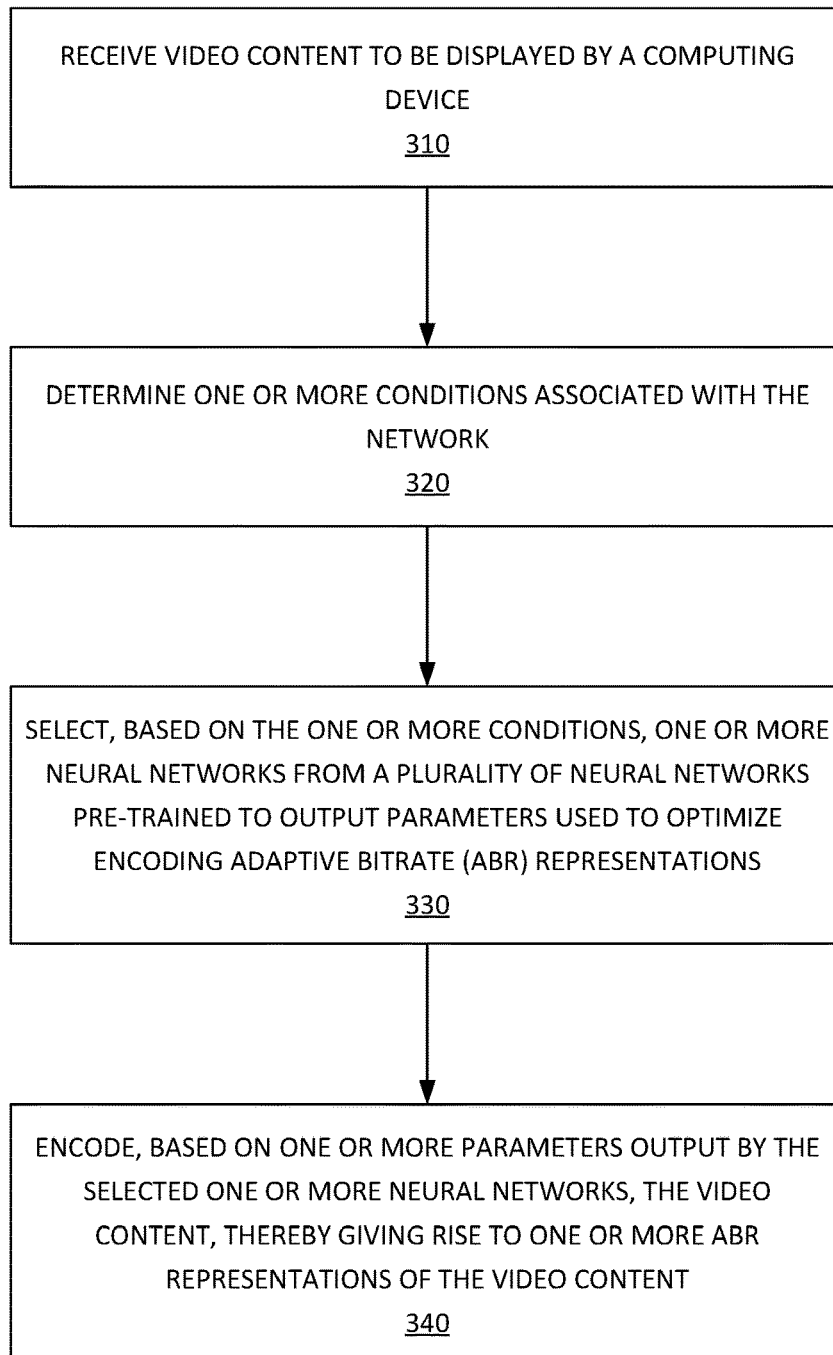 RECEIVE VIDEO CONTENT TO BE DISPLAYED BY A COMPUTING
DEVICE
310
DETERMINE ONE OR MORE CONDITIONS ASSOCIATED WITH THE
NETWORK
320
SELECT, BASED ON THE ONE OR MORE CONDITIONS, ONE OR MORE
NEURAL NETWORKS FROM A PLURALITY OF NEURAL NETWORKS
PRE-TRAINED TO OUTPUT PARAMETERS USED TO OPTIMIZE
ENCODING ADAPTIVE BITRATE (ABR) REPRESENTATIONS
330
ENCODE, BASED ON ONE OR MORE PARAMETERS OUTPUT BY THE
SELECTED ONE OR MORE NEURAL NETWORKS, THE VIDEO
CONTENT, THEREBY GIVING RISE TO ONE OR MORE ABR
REPRESENTATIONS OF THE VIDEO CONTENT
340